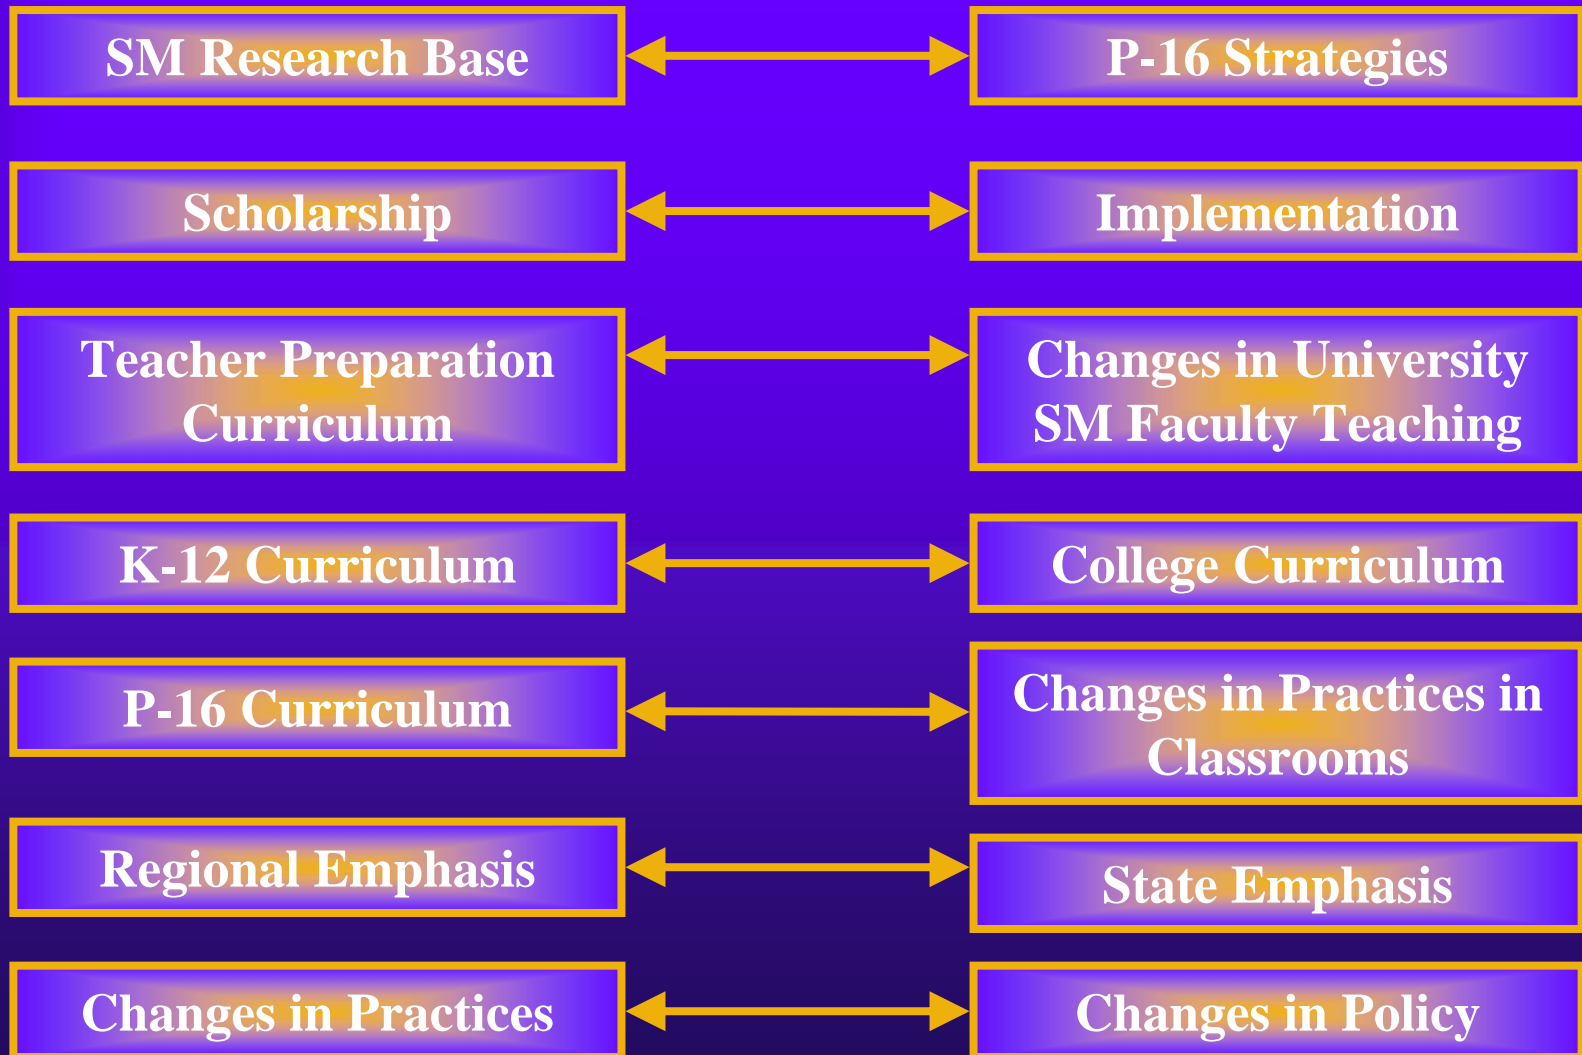 SM Research Base
P-16 Strategies
Scholarship
Implementation
Teacher Preparation
Curriculum
Changes in University
SM Faculty Teaching
K-12 Curriculum
College Curriculum
P-16 Curriculum
Changes in Practices in
Classrooms
Regional Emphasis
State Emphasis
Changes in Practices
Changes in Policy